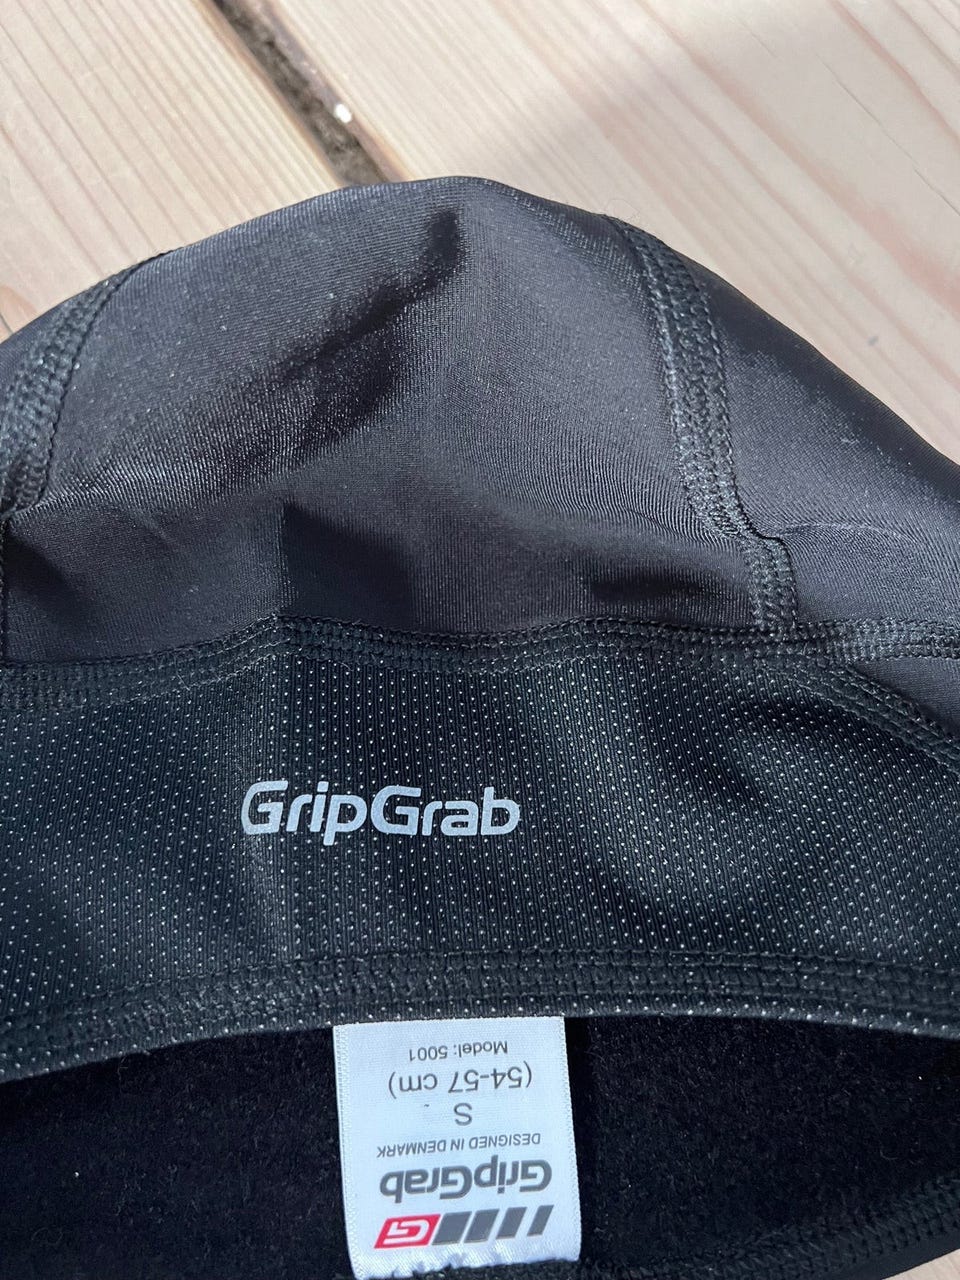 GripGrab
GripGrab
DESIGNED IN DENMARK
S
(54-57 cm)
Model: 5001